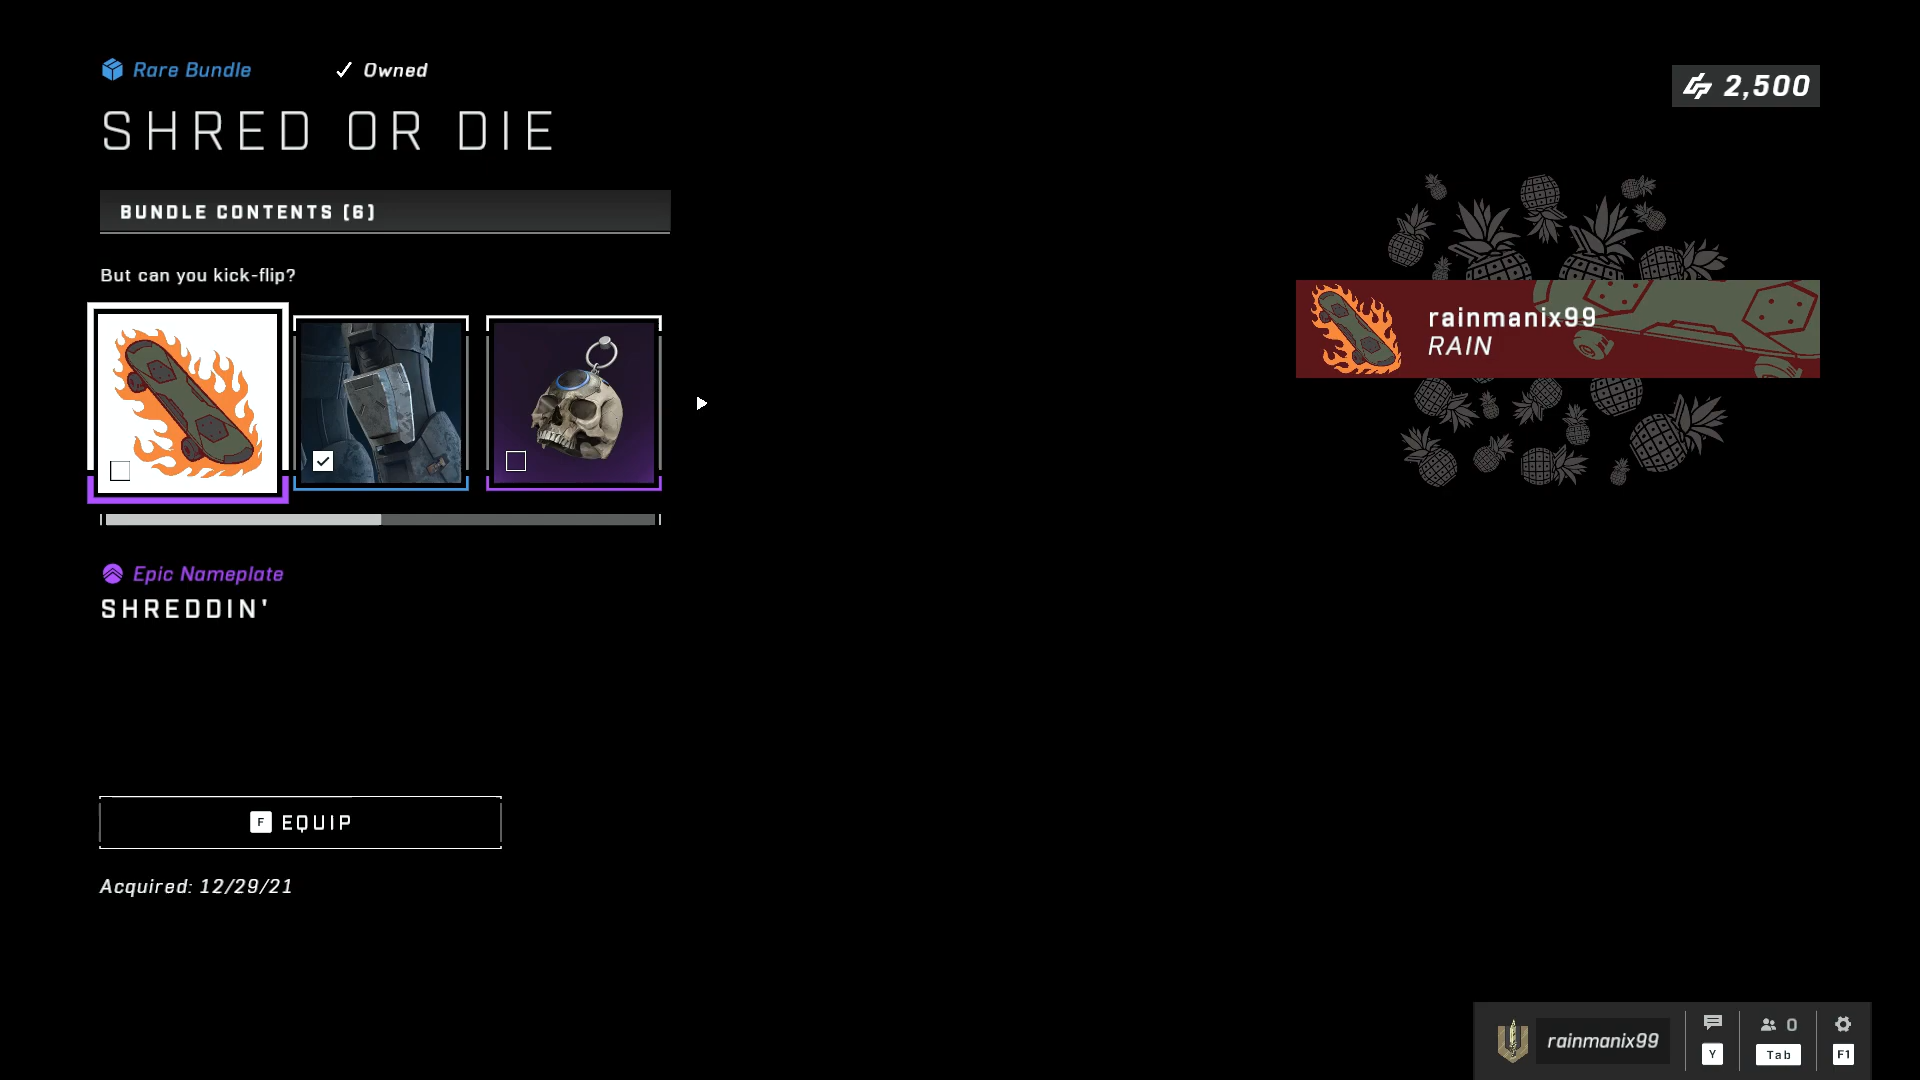 Rare Bundle
Owned
2,500
SHRED OR DIE
BUNDLE CONTENTS [6]
But can you kick-flip?
rainmanix99
RAIN
Epic Nameplate
SHREDDIN'
F EQUIP
Acquired: 12/29/21
rainmanix99
Y
0
Tab
F1